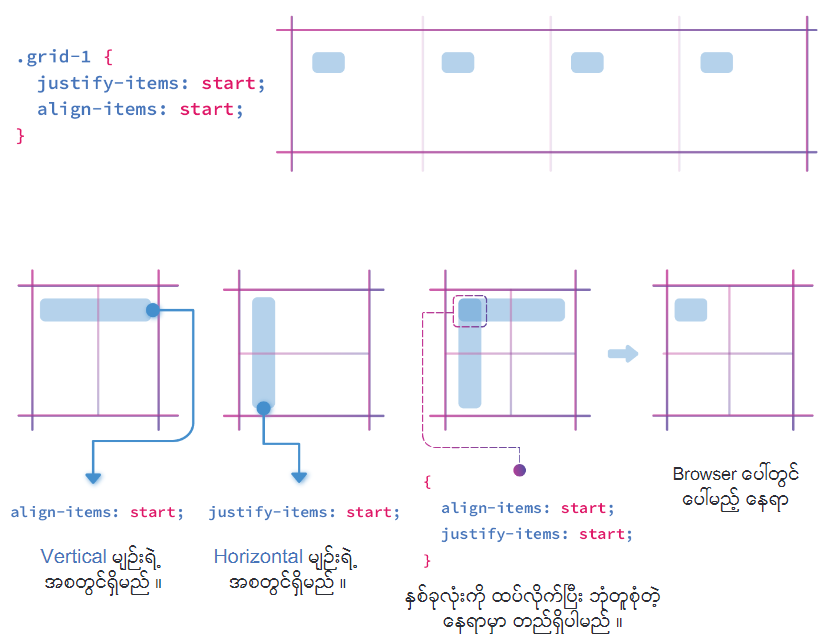 .grid-1 {
justify-items: start;
align-items: start;
}
align-items: start;
Vertical မျဉ်းရဲ့
အစတွင်ရှိမည် ။
justify-items: start;
Horizontal မျဉ်းရဲ့
အစတွင်ရှိမည် ။
{
align-items: start;
justify-items: start;
}
နှစ်ခုလုံးကို ထပ်လိုက်ပြီး ဘုံတူစုံတဲ့
နေရာမှာ တည်ရှိပါမည် ။
Browser ပေါ်တွင်
ပေါ်မည့် နေရာ